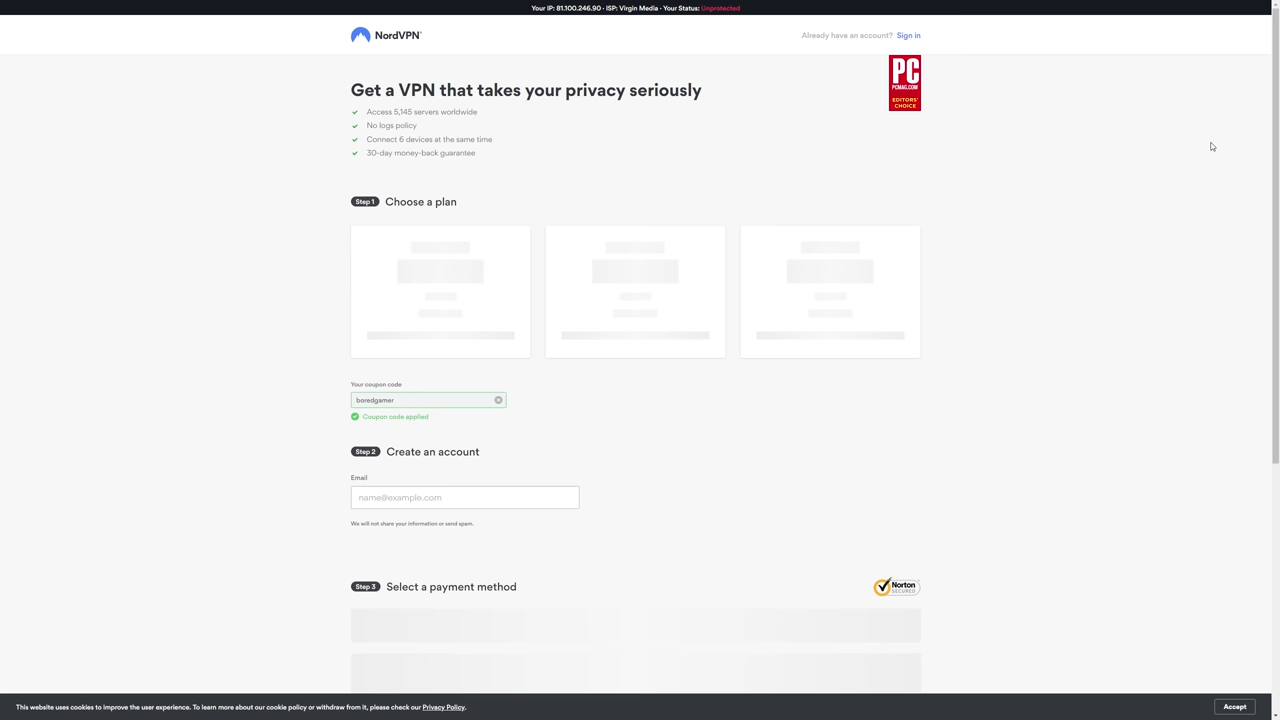 Your IP: 81.100.246.90 · ISP: Virgin Media · Your Status: Unprotected
NordVPN®
Already have an account? Sign in
PC
PCMAG.COM
EDITORS'
CHOICE
Get a VPN that takes your privacy seriously
Access 5,145 servers worldwide
No logs policy
Connect 6 devices at the same time
30-day money-back guarantee
Step 1 Choose a plan
Your coupon code
boredgamer
Coupon code applied
Step 2 Create an account
Email
name@example.com
We will not share your information or send spam.
Step 3 Select a payment method
Norton
SECURED
This website uses cookies to improve the user experience. To learn more about our cookie policy or withdraw from it, please check our Privacy Policy.
Accept